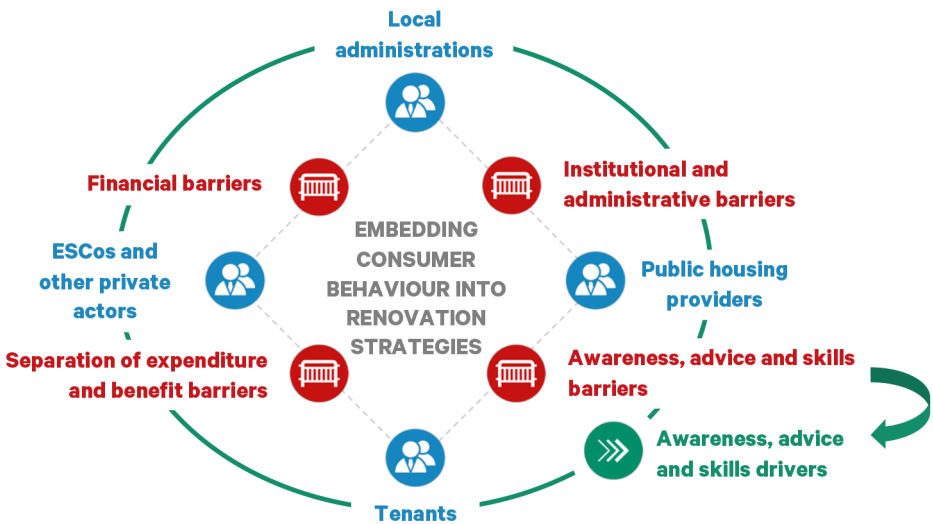 Local
administrations
Financial barriers
Institutional and
administrative barriers
EMBEDDING
CONSUMER
BEHAVIOUR INTO
RENOVATION
STRATEGIES
ESCos and
other private
actors
Public housing
providers
Separation of expenditure
and benefit barriers
Awareness, advice and skills
barriers
Awareness, advice
and skills drivers
Tenants